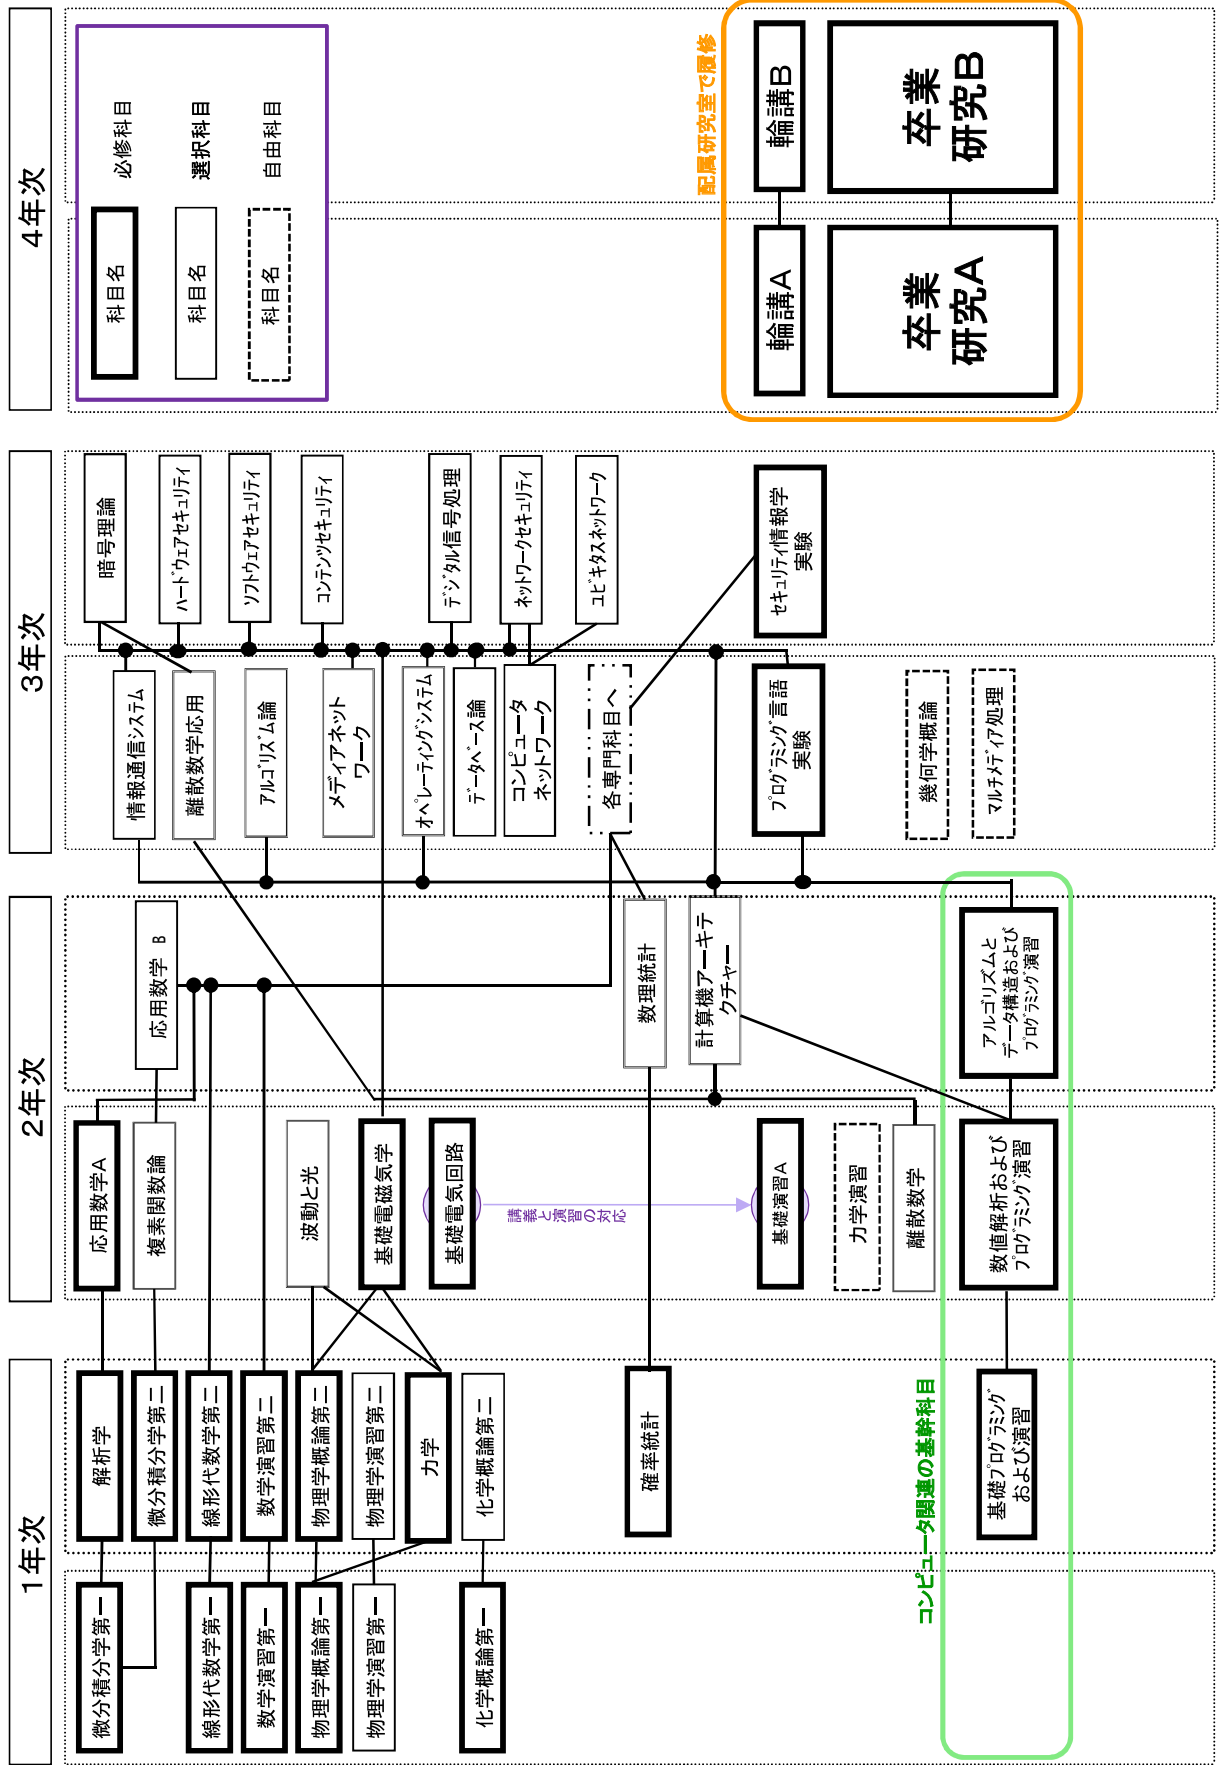 1年次
2年次
3年次
4年次
微分積分学第一
線形代数学第一
数学演習第一
物理学概論第一
物理学演習第一
化学概論第一
解析学
微分積分学第二
線形代数学第二
数学演習第二
物理学概論第二
物理学演習第二
力学
化学概論第二
確率統計
基礎プログラミング
および演習
コンピュータ関連の基幹科目
応用数学A
複素関数論
波動と光
基礎電磁気学
基礎電気回路
講義と演習の対応
基礎演習A
力学演習
離散数学
数値解析および
プログラミング演習
応用数学 B
数理統計
計算機アーキテ
クチャー
アルゴリズムと
データ構造および
プログラミング演習
情報通信システム
離散数学応用
アルゴリズム論
メディアネット
ワーク
オペレーティングシステム
データベース論
コンピュータ
ネットワーク
各専門科目へ
プログラミング言語
実験
幾何学概論
マルチメディア処理
暗号理論
ハードウェアセキュリティ
ソフトウェアセキュリティ
コンテンツセキュリティ
デジタル信号処理
ネットワークセキュリティ
ユビキタスネットワーク
セキュリティ情報学
実験
科目名
必修科目
科目名
選択科目
科目名
自由科目
配属研究室で履修
輪講A
卒業
研究A
輪講B
卒業
研究B